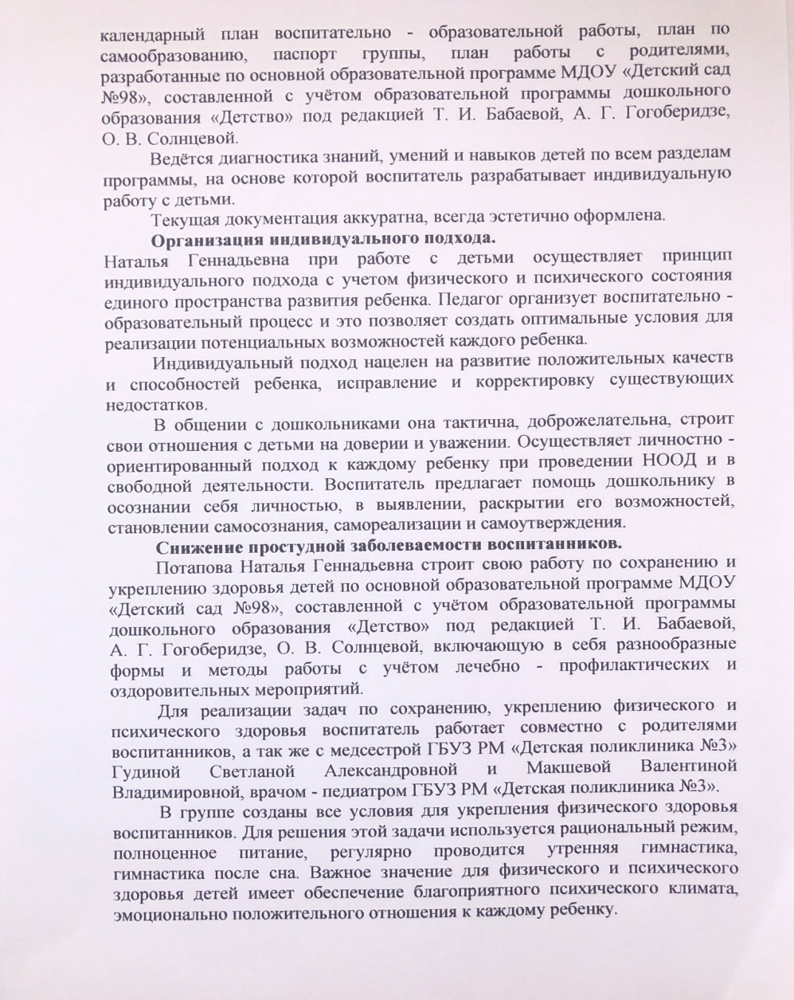 календарный план воспитательно - образовательной работы, план по
самообразованию, паспорт группы, план работы с родителями,
разработанные по основной образовательной программе МДОУ «Детский сад
№98», составленной с учётом образовательной программы дошкольного
образования «Детство» под редакцией Т. И. Бабаевой, А. Г. Гогоберидзе,
О. В. Солнцевой.
Ведётся диагностика знаний, умений и навыков детей по всем разделам
программы, на основе которой воспитатель разрабатывает индивидуальную
работу с детьми.
Текущая документация аккуратна, всегда эстетично оформлена.
Организация индивидуального подхода.
Наталья Геннадьевна при работе с детьми осуществляет принцип
индивидуального подхода с учетом физического и психического состояния
единого пространства развития ребенка. Педагог организует воспитательно -
образовательный процесс и это позволяет создать оптимальные условия для
реализации потенциальных возможностей каждого ребенка.
Индивидуальный подход нацелен на развитие положительных качеств
и способностей ребенка, исправление и корректировку существующих
недостатков.
В общении с дошкольниками она тактична, доброжелательна, строит
свои отношения с детьми на доверии и уважении. Осуществляет личностно -
ориентированный подход к каждому ребенку при проведении НООД и в
свободной деятельности. Воспитатель предлагает помощь дошкольнику в
осознании себя личностью, в выявлении, раскрытии его возможностей,
становлении самосознания, самореализации и самоутверждения.
Снижение простудной заболеваемости воспитанников.
Потапова Наталья Геннадьевна строит свою работу по сохранению и
укреплению здоровья детей по основной образовательной программе МДОУ
«Детский сад №98», составленной с учётом образовательной программы
дошкольного образования «Детство» под редакцией Т. И. Бабаевой,
А. Г. Гогоберидзе, О. В. Солнцевой, включающую в себя разнообразные
формы и методы работы с учётом лечебно - профилактических и
оздоровительных мероприятий.
Для реализации задач по сохранению, укреплению физического и
психического здоровья воспитатель работает совместно с родителями
воспитанников, а так же с медсестрой ГБУЗ РМ «Детская поликлиника №3»
Гудиной Светланой Александровной и Макшевой Валентиной
Владимировной, врачом - педиатром ГБУЗ РМ «Детская поликлиника №3».
В группе созданы все условия для укрепления физического здоровья
воспитанников. Для решения этой задачи используется рациональный режим,
полноценное питание, регулярно проводится утренняя гимнастика,
гимнастика после сна. Важное значение для физического и психического
здоровья детей имеет обеспечение благоприятного психического климата,
эмоционально положительного отношения к каждому ребенку.